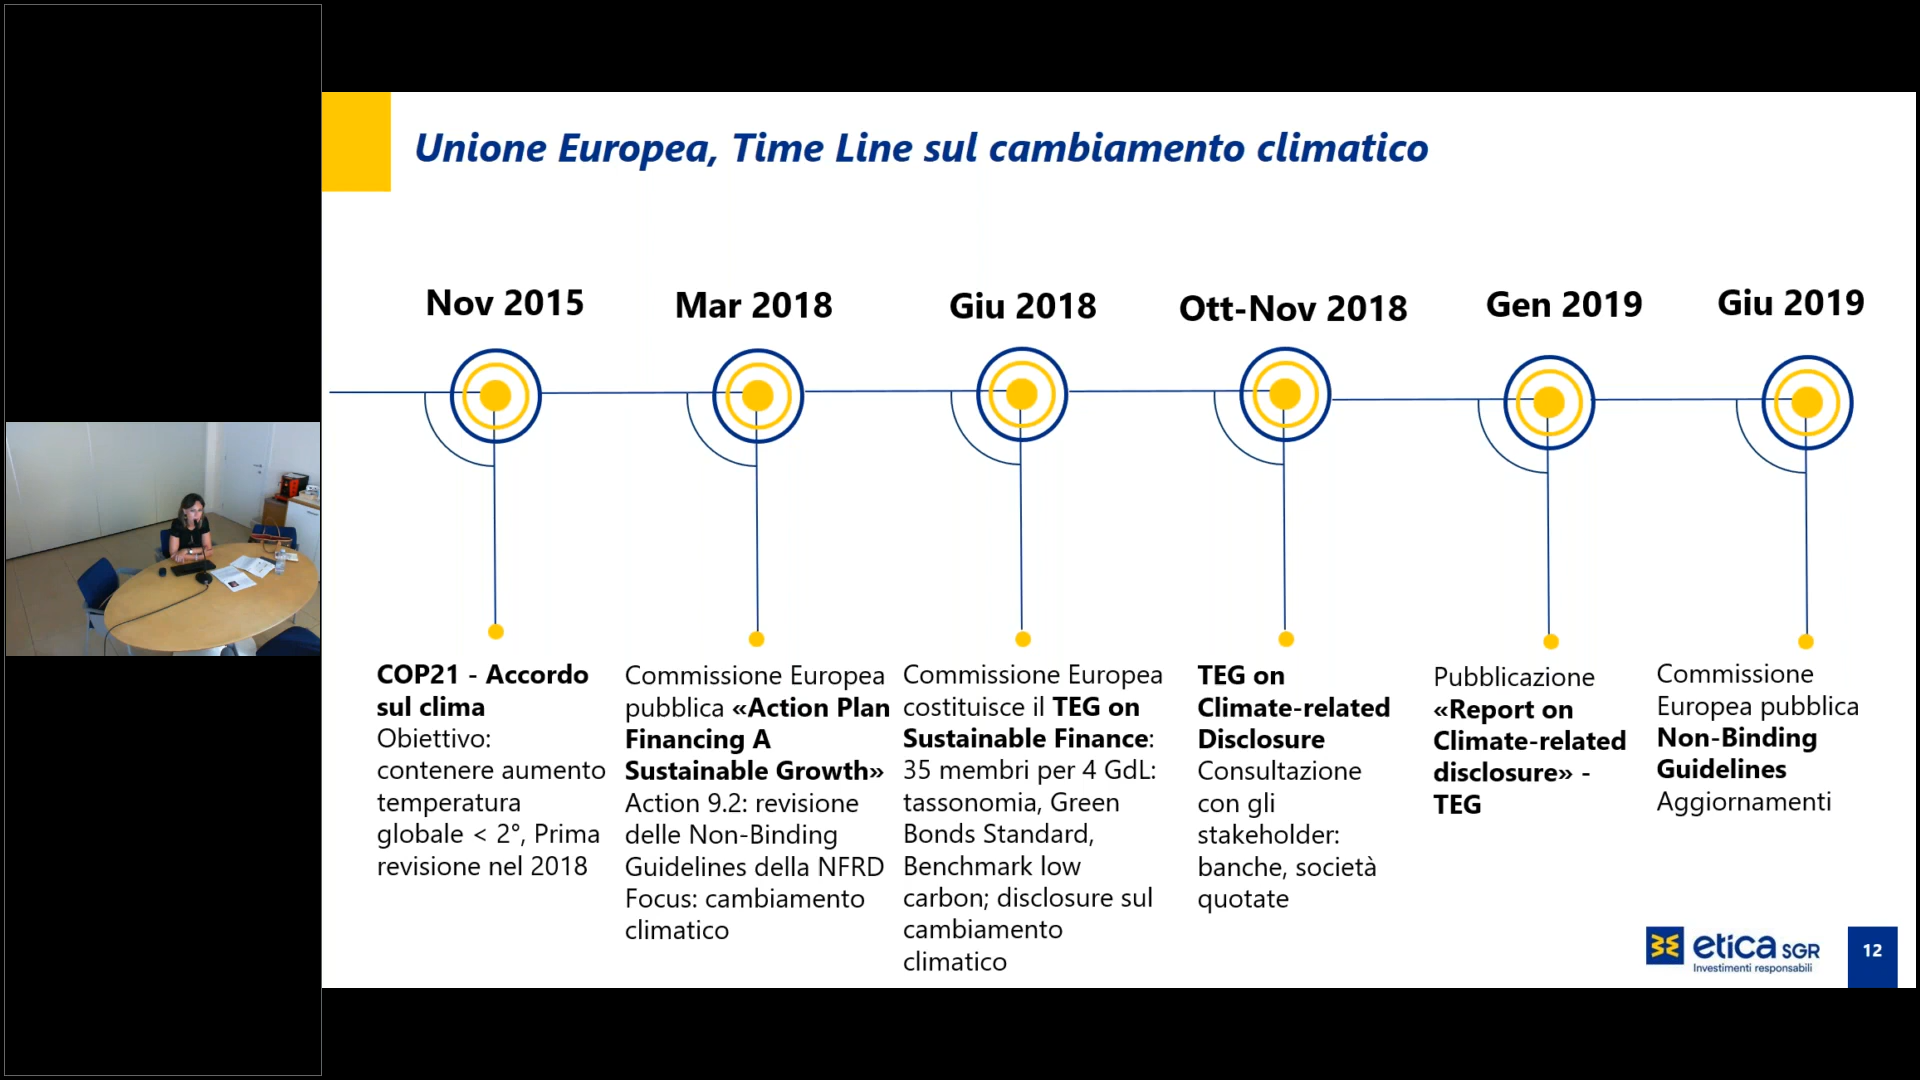 Unione Europea, Time Line sul cambiamento climatico
Nov 2015
COP21 - Accordo
sul clima
Obiettivo:
contenere aumento
temperatura
globale < 2°, Prima
revisione nel 2018
Mar 2018
Commissione Europea
pubblica «Action Plan
Financing A
Sustainable Growth»
Action 9.2: revisione
delle Non-Binding
Guidelines della NFRD
Focus: cambiamento
climatico
Giu 2018
Commissione Europea
costituisce il TEG on
Sustainable Finance:
35 membri per 4 GdL:
tassonomia, Green
Bonds Standard,
Benchmark low
carbon; disclosure sul
cambiamento
climatico
Ott-Nov 2018
TEG on
Climate-related
Disclosure
Consultazione
con gli
stakeholder:
banche, società
quotate
Gen 2019
Pubblicazione
«Report on
Climate-related
disclosure» -
TEG
Giu 2019
Commissione
Europea pubblica
Non-Binding
Guidelines
Aggiornamenti
etica SGR
Investimenti responsabili
12